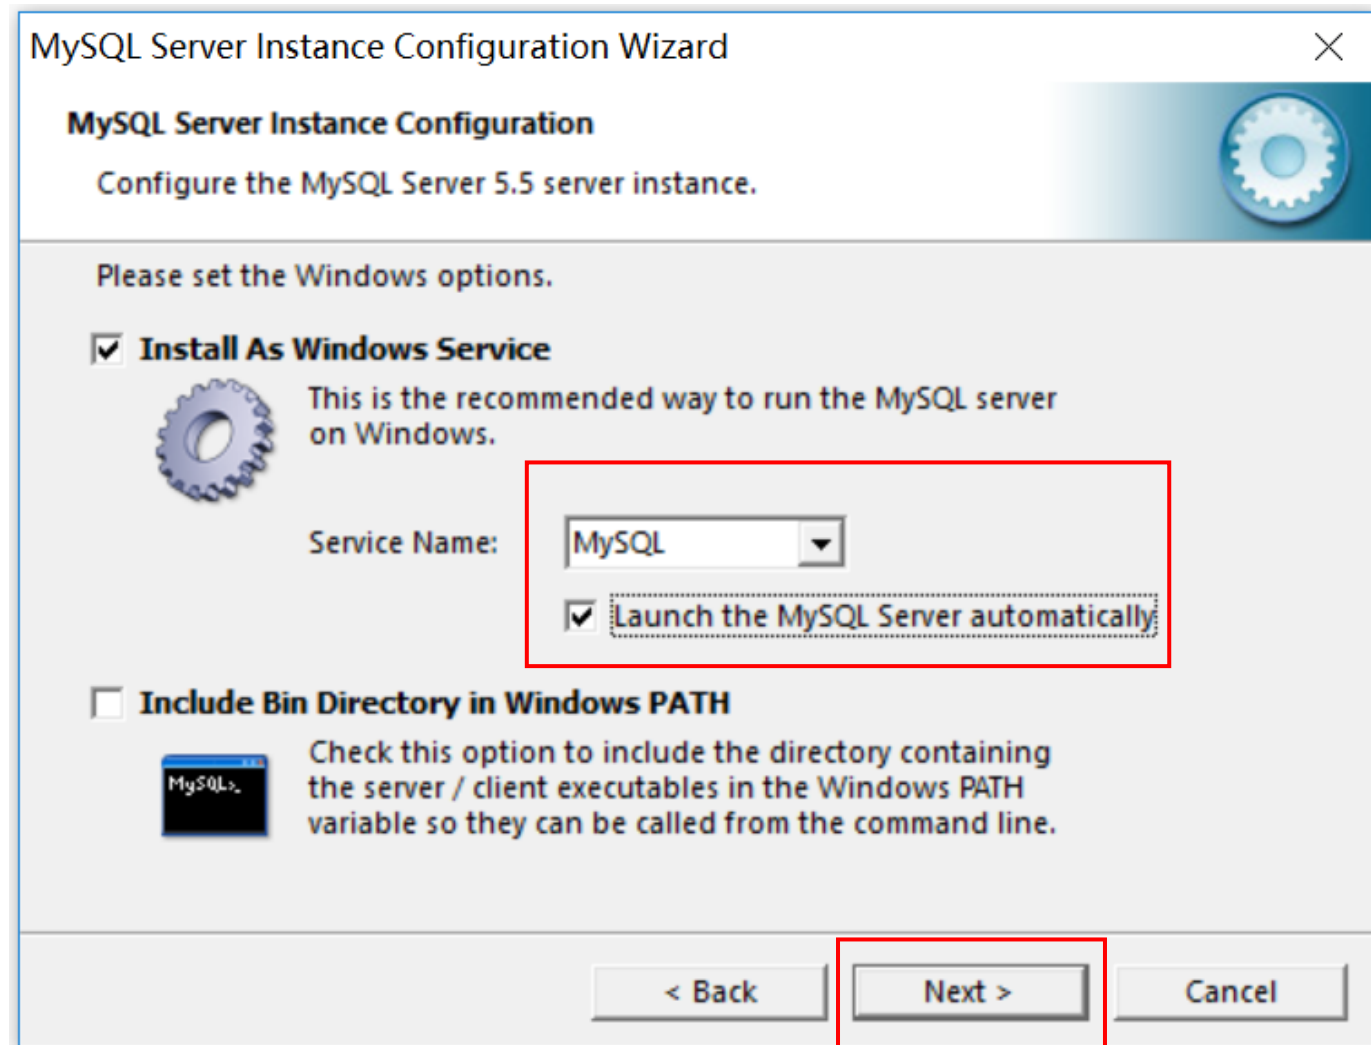 MySQL Server Instance Configuration Wizard
MySQL Server Instance Configuration
Configure the MySQL Server 5.5 server instance.
Please set the Windows options.
Install As Windows Service
This is the recommended way to run the MySQL server
on Windows.
Service Name: MySQL
Launch the MySQL Server automatically
Include Bin Directory in Windows PATH
MySQL>_
Check this option to include the directory containing
the server / client executables in the Windows PATH
variable so they can be called from the command line.
< Back Next > Cancel